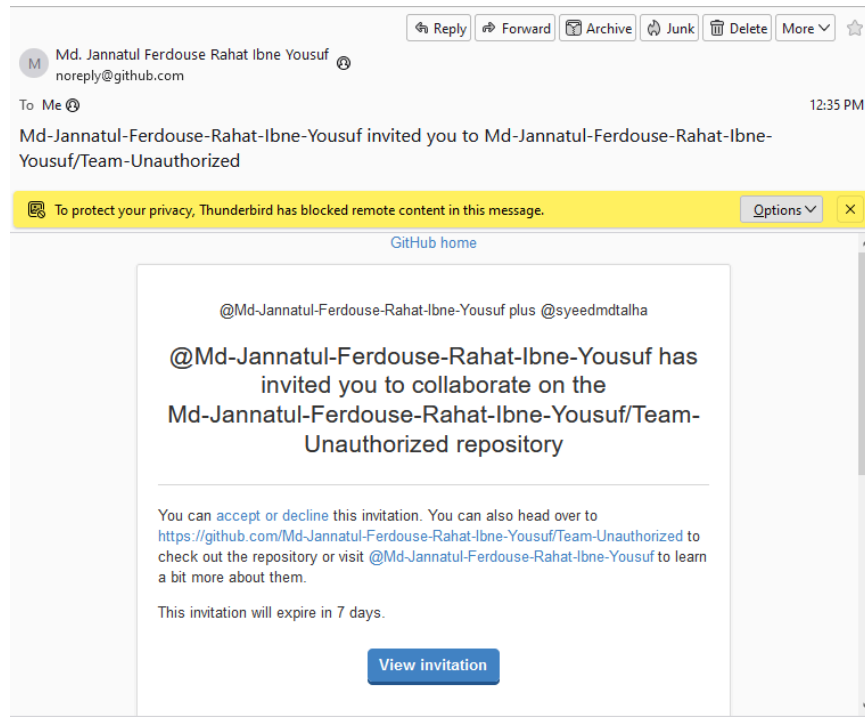 Reply Forward Archive Junk Delete More
M
Md. Jannatul Ferdouse Rahat Ibne Yousuf
noreply@github.com
To Me 12:35 PM
Md-Jannatul-Ferdouse-Rahat-Ibne-Yousuf invited you to Md-Jannatul-Ferdouse-Rahat-Ibne-
Yousuf/Team-Unauthorized
To protect your privacy, Thunderbird has blocked remote content in this message. Options
GitHub home
@Md-Jannatul-Ferdouse-Rahat-Ibne-Yousuf plus @syeedmdtalha
@Md-Jannatul-Ferdouse-Rahat-Ibne-Yousuf has
invited you to collaborate on the
Md-Jannatul-Ferdouse-Rahat-Ibne-Yousuf/Team-
Unauthorized repository
You can accept or decline this invitation. You can also head over to
https://github.com/Md-Jannatul-Ferdouse-Rahat-Ibne-Yousuf/Team-Unauthorized to
check out the repository or visit @Md-Jannatul-Ferdouse-Rahat-Ibne-Yousuf to learn
a bit more about them.
This invitation will expire in 7 days.
View invitation